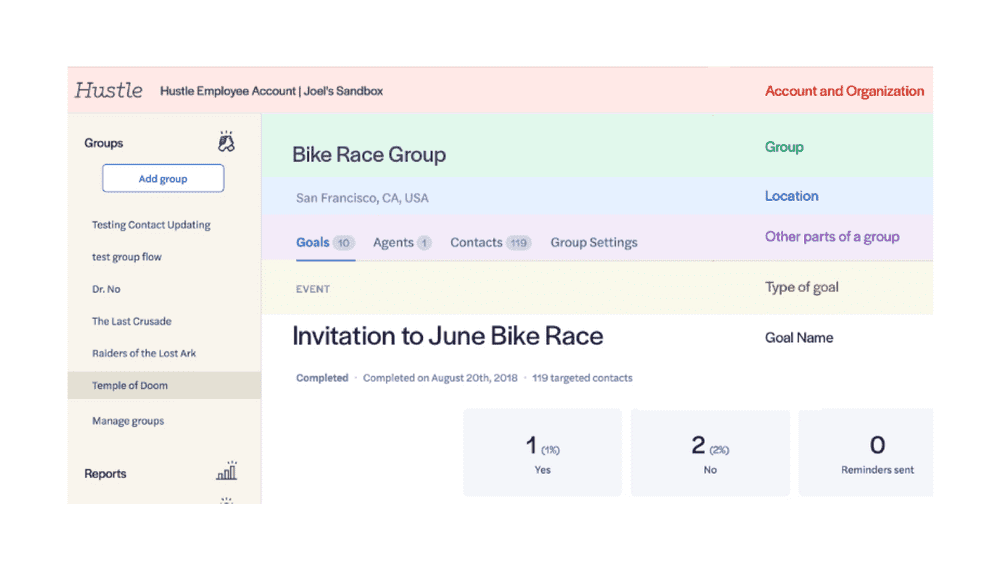 Hustle Hustle Employee Account | Joel's Sandbox Account and Organization
Groups
Add group
Testing Contact Updating
test group flow
Dr. No
The Last Crusade
Raiders of the Lost Ark
Temple of Doom
Manage groups
Reports
Bike Race Group Group
San Francisco, CA, USA Location
Goals 10 Agents 1 Contacts 119 Group Settings Other parts of a group
EVENT Type of goal
Invitation to June Bike Race Goal Name
Completed · Completed on August 20th, 2018 · 119 targeted contacts
1 (1%) 2 (2%) 0
Yes No Reminders sent